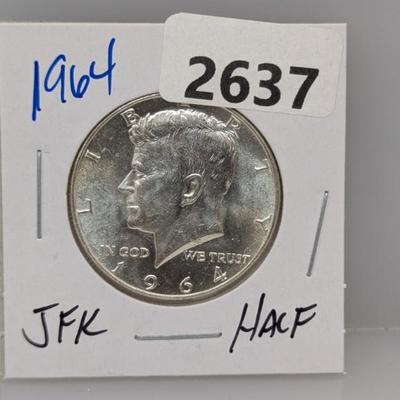 1964
2637
LIBERTY
IN GOD WE TRUST
1964
JFK HALF